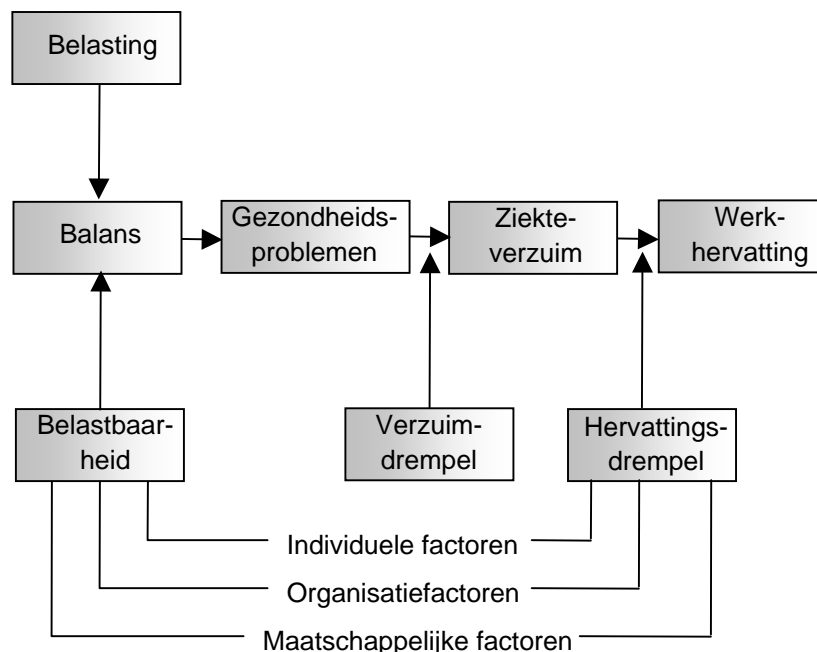 Belasting
Balans
Gezondheids-
problemen
Ziekte-
verzuim
Werk-
hervatting
Belastbaar-
heid
Verzuim-
drempel
Hervattings-
drempel
Individuele factoren
Organisatiefactoren
Maatschappelijke factoren